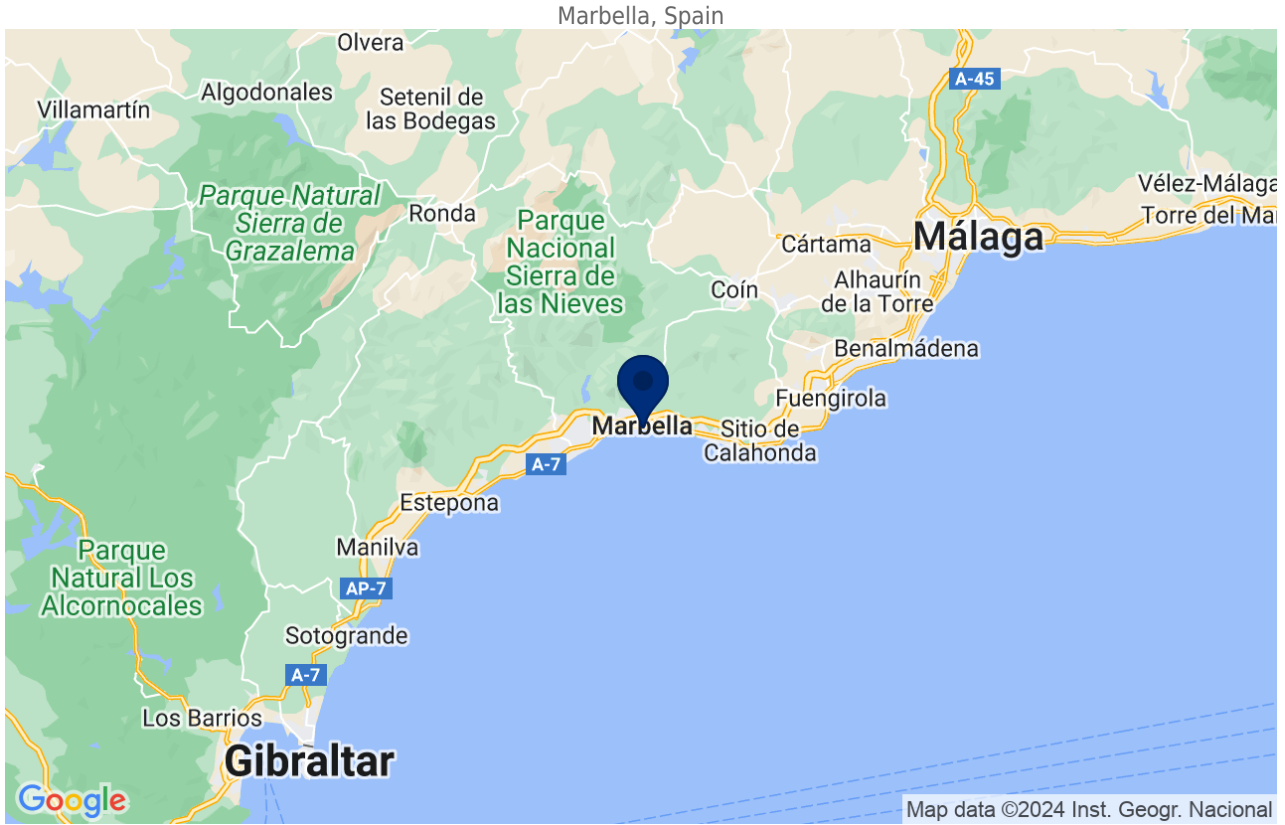 Marbella, Spain
Olvera
A-45
Algodonales
Setenil de
las Bodegas
Villamartín
Vélez-Málaga
Parque Natural
Sierra de
Grazalema
Ronda
Parque
Nacional
Sierra de
las Nieves
Torre del Mar
Cártama
Málaga
Coín
Alhaurín
de la Torre
Benalmádena
Fuengirola
Marbella
Sitio de
Calahonda
A-7
Estepona
Manilva
Parque
Natural Los
Alcornocales
AP-7
Sotogrande
A-7
Los Barrios
Gibraltar
Google
Map data ©2024 Inst. Geogr. Nacional